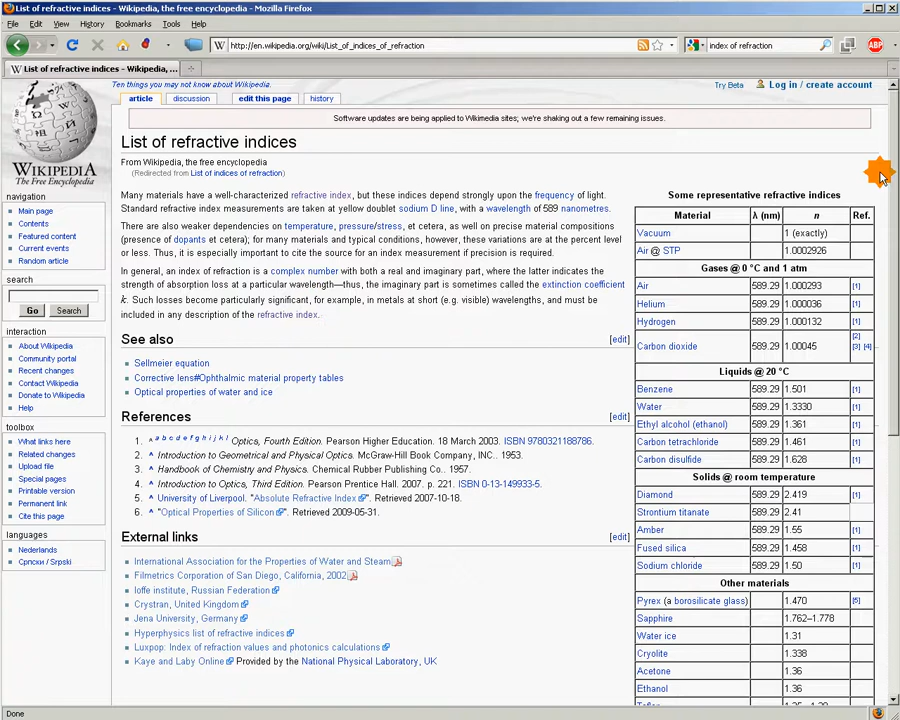 List of refractive indices - Wikipedia, the free encyclopedia - Mozilla Firefox
File Edit View History Bookmarks Tools Help
http://en.wikipedia.org/wiki/List_of_indices_of_refraction
index of refraction
ABP
W List of refractive indices - Wikipedia, ...
Ten things you may not know about Wikipedia.
Try Beta Log in / create account
article discussion edit this page history
Software updates are being applied to Wikimedia sites; we're shaking out a few remaining issues.
WIKIPEDIA
The Free Encyclopedia
navigation
Main page
Contents
Featured content
Current events
Random article
search
Go Search
interaction
About Wikipedia
Community portal
Recent changes
Contact Wikipedia
Donate to Wikipedia
Help
toolbox
What links here
Related changes
Upload file
Special pages
Printable version
Permanent link
Cite this page
languages
Nederlands
Српски / Srpski
List of refractive indices
From Wikipedia, the free encyclopedia
(Redirected from List of indices of refraction)
Many materials have a well-characterized refractive index, but these indices depend strongly upon the frequency of light.
Standard refractive index measurements are taken at yellow doublet sodium D line, with a wavelength of 589 nanometres.
There are also weaker dependencies on temperature, pressure/stress, et cetera, as well on precise material compositions
(presence of dopants et cetera); for many materials and typical conditions, however, these variations are at the percent level
or less. Thus, it is especially important to cite the source for an index measurement if precision is required.
In general, an index of refraction is a complex number with both a real and imaginary part, where the latter indicates the
strength of absorption loss at a particular wavelength—thus, the imaginary part is sometimes called the extinction coefficient
k. Such losses become particularly significant, for example, in metals at short (e.g. visible) wavelengths, and must be
included in any description of the refractive index.
See also [edit]
Sellmeier equation
Corrective lens#Ophthalmic material property tables
Optical properties of water and ice
References [edit]
1. ^ a b c d e f g h i j k l Optics, Fourth Edition. Pearson Higher Education. 18 March 2003. ISBN 9780321188786.
2. ^ Introduction to Geometrical and Physical Optics. McGraw-Hill Book Company, INC.. 1953.
3. ^ Handbook of Chemistry and Physics. Chemical Rubber Publishing Co.. 1957.
4. ^ Introduction to Optics, Third Edition. Pearson Prentice Hall. 2007. p. 221. ISBN 0-13-149933-5.
5. ^ University of Liverpool. "Absolute Refractive Index". Retrieved 2007-10-18.
6. ^ "Optical Properties of Silicon". Retrieved 2009-05-31.
External links [edit]
International Association for the Properties of Water and Steam
Filmetrics Corporation of San Diego, California, 2002
Ioffe institute, Russian Federation
Crystran, United Kingdom
Jena University, Germany
Hyperphysics list of refractive indices
Luxpop: Index of refraction values and photonics calculations
Kaye and Laby Online Provided by the National Physical Laboratory, UK
Some representative refractive indices
Material λ (nm) n Ref.
Vacuum 1 (exactly)
Air @ STP 1.0002926
Gases @ 0 °C and 1 atm
Air 589.29 1.000293 [1]
Helium 589.29 1.000036 [1]
Hydrogen 589.29 1.000132 [1]
Carbon dioxide 589.29 1.00045 [2] [3] [4]
Liquids @ 20 °C
Benzene 589.29 1.501 [1]
Water 589.29 1.3330 [1]
Ethyl alcohol (ethanol) 589.29 1.361 [1]
Carbon tetrachloride 589.29 1.461 [1]
Carbon disulfide 589.29 1.628 [1]
Solids @ room temperature
Diamond 589.29 2.419 [1]
Strontium titanate 589.29 2.41
Amber 589.29 1.55 [1]
Fused silica 589.29 1.458 [1]
Sodium chloride 589.29 1.50 [1]
Other materials
Pyrex (a borosilicate glass) 1.470 [5]
Sapphire 1.762–1.778
Water ice 1.31
Cryolite 1.338
Acetone 1.36
Ethanol 1.36
Done